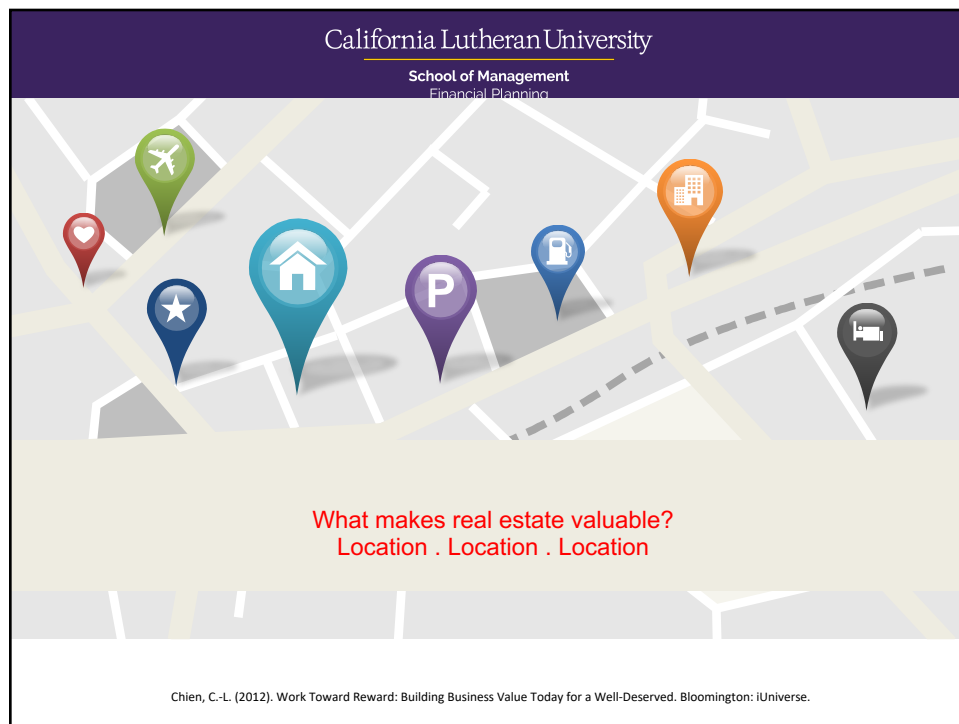 California Lutheran University
School of Management
Financial Planning
P
What makes real estate valuable?
Location . Location . Location
Chien, C.-L. (2012). Work Toward Reward: Building Business Value Today for a Well-Deserved. Bloomington: iUniverse.